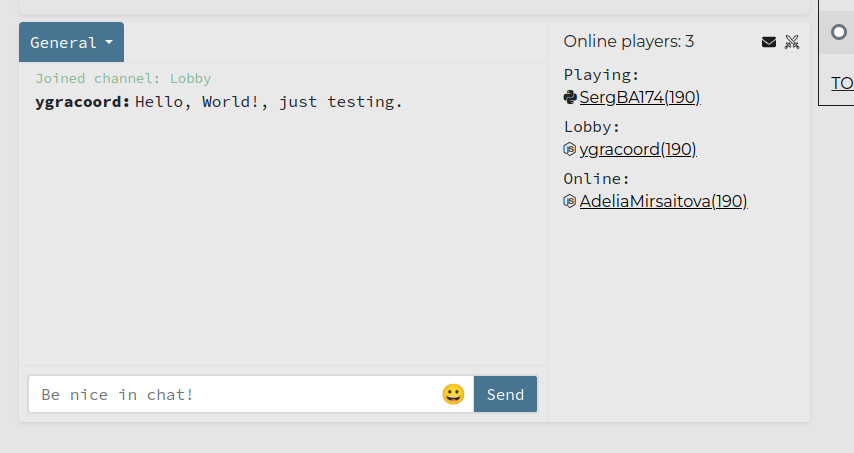 General
Joined channel: Lobby
ygracoord: Hello, World!, just testing.
Be nice in chat!
Send
Online players: 3
Playing:
SergBA174(190)
Lobby:
ygracoord(190)
Online:
AdeliaMirsaitova(190)
TO